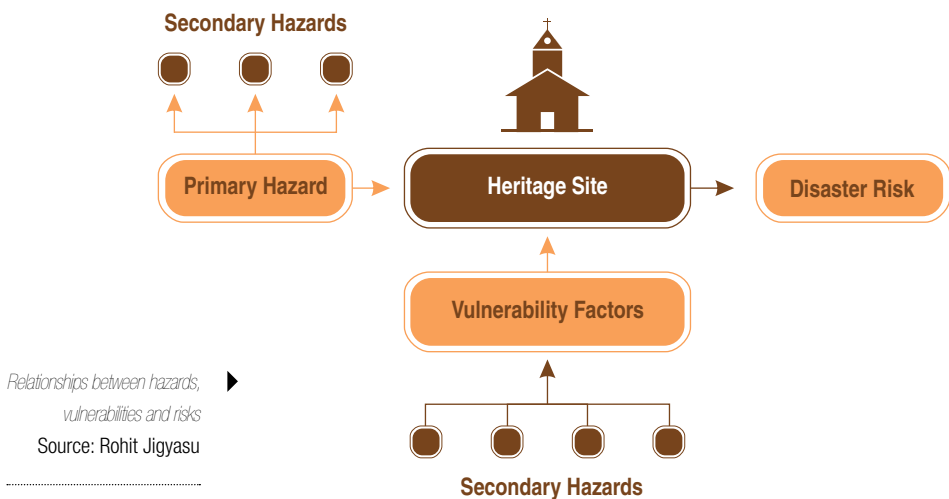 Secondary Hazards
Primary Hazard
Heritage Site
Disaster Risk
Vulnerability Factors
Relationships between hazards,
vulnerabilities and risks
Source: Rohit Jigyasu
Secondary Hazards